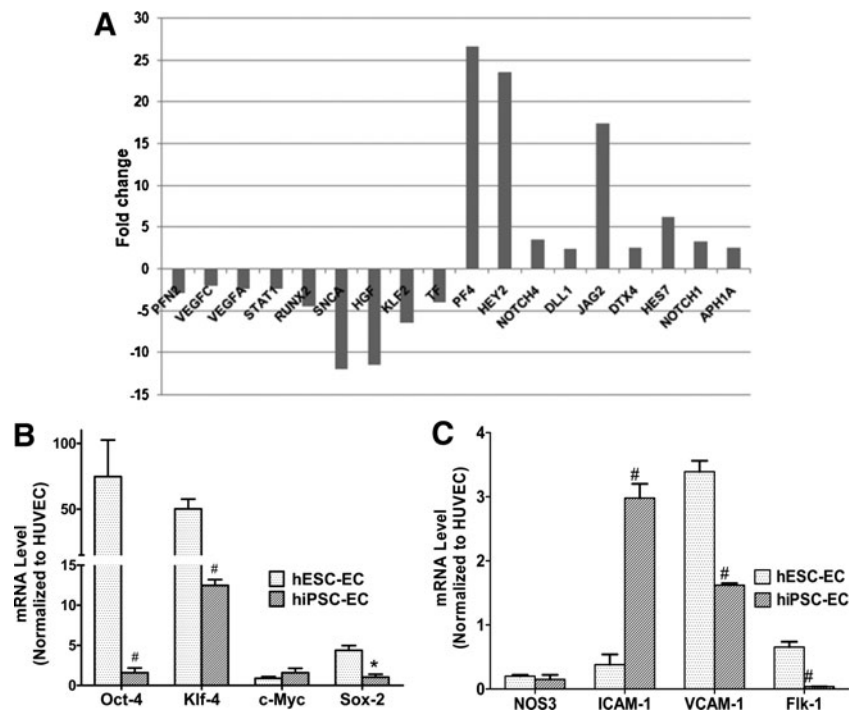 A
Fold change
30
25
20
15
10
5
0
-5
-10
-15
PFN2
VEGFC
VEGFA
STAT1
RUNX2
SNCA
HGF
KLF2
TF
PF4
HEY2
NOTCH4
DLL1
JAG2
DTX4
HES7
NOTCH1
APH1A
B
mRNA Level
(Normalized to HUVEC)
100
50
15
10
5
0
#
#
*
hESC-EC
hiPSC-EC
Oct-4
Klf-4
c-Myc
Sox-2
C
mRNA Level
(Normalized to HUVEC)
4
3
2
1
0
#
#
#
hESC-EC
hiPSC-EC
NOS3
ICAM-1
VCAM-1
Flk-1